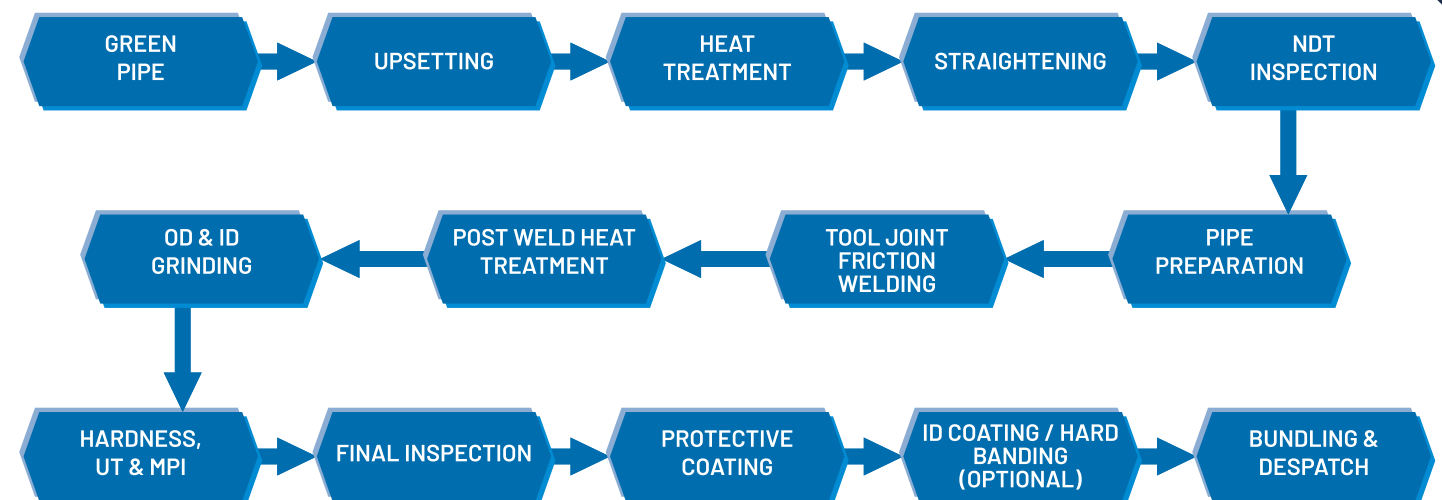 GREEN
PIPE
UPSETTING
HEAT
TREATMENT
STRAIGHTENING
NDT
INSPECTION
PIPE
PREPARATION
TOOL JOINT
FRICTION
WELDING
POST WELD HEAT
TREATMENT
OD & ID
GRINDING
HARDNESS,
UT & MPI
FINAL INSPECTION
PROTECTIVE
COATING
ID COATING / HARD
BANDING
(OPTIONAL)
BUNDLING &
DESPATCH